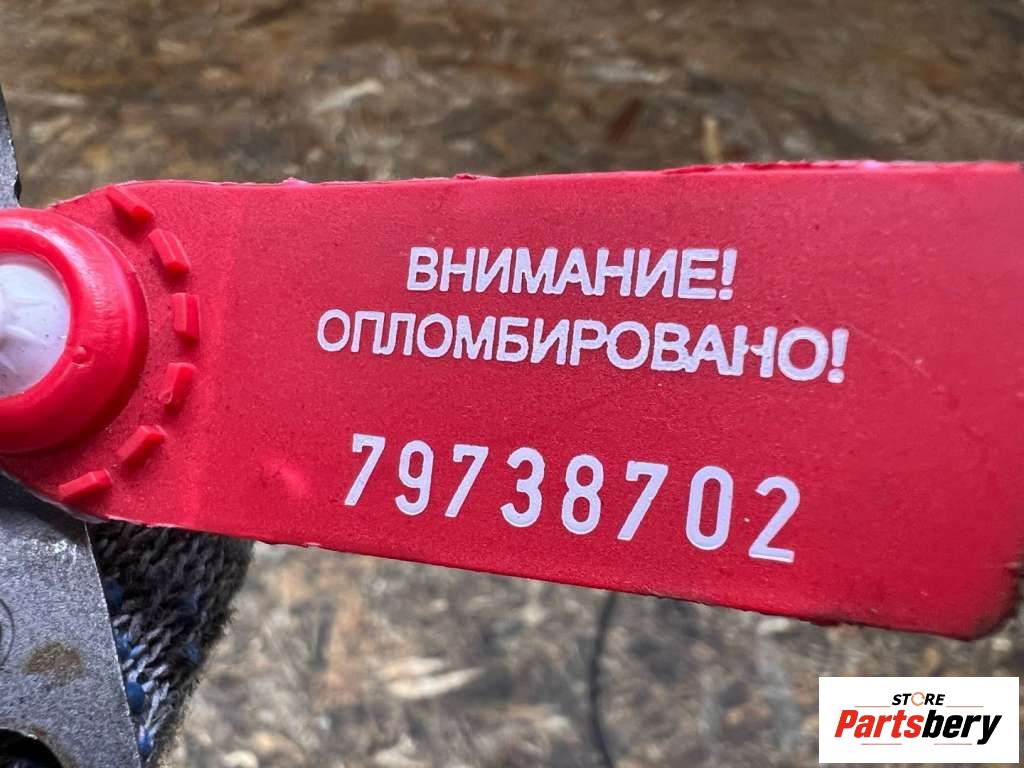 ВНИМАНИЕ!
ОПЛОМБИРОВАНО!
79738702
STORE
Partsbery